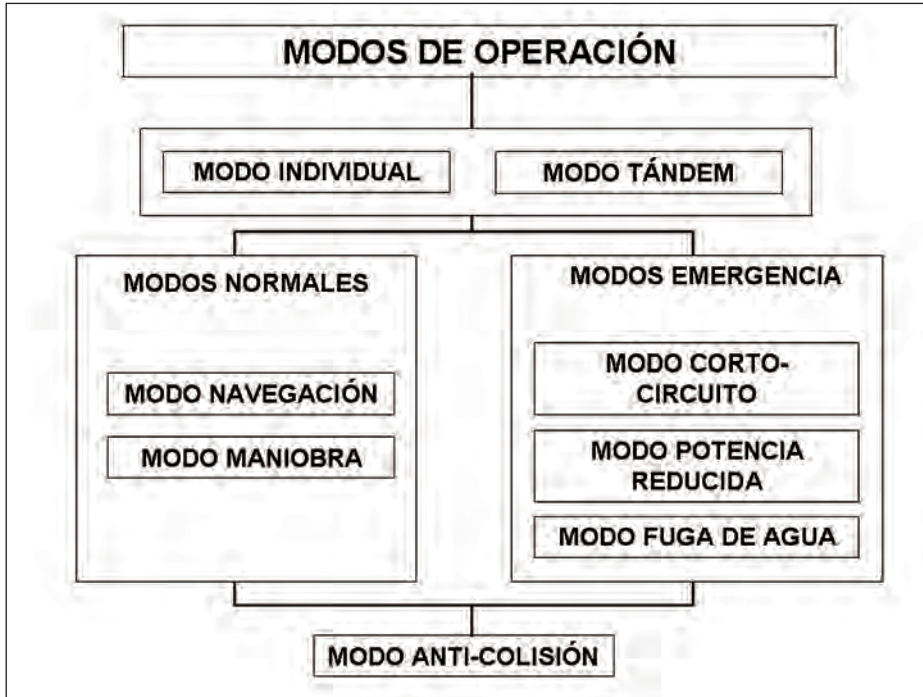 MODOS DE OPERACIÓN
MODO INDIVIDUAL
MODO TÁNDEM
MODOS NORMALES
MODO NAVEGACIÓN
MODO MANIOBRA
MODOS EMERGENCIA
MODO CORTO-
CIRCUITO
MODO POTENCIA
REDUCIDA
MODO FUGA DE AGUA
MODO ANTI-COLISIÓN